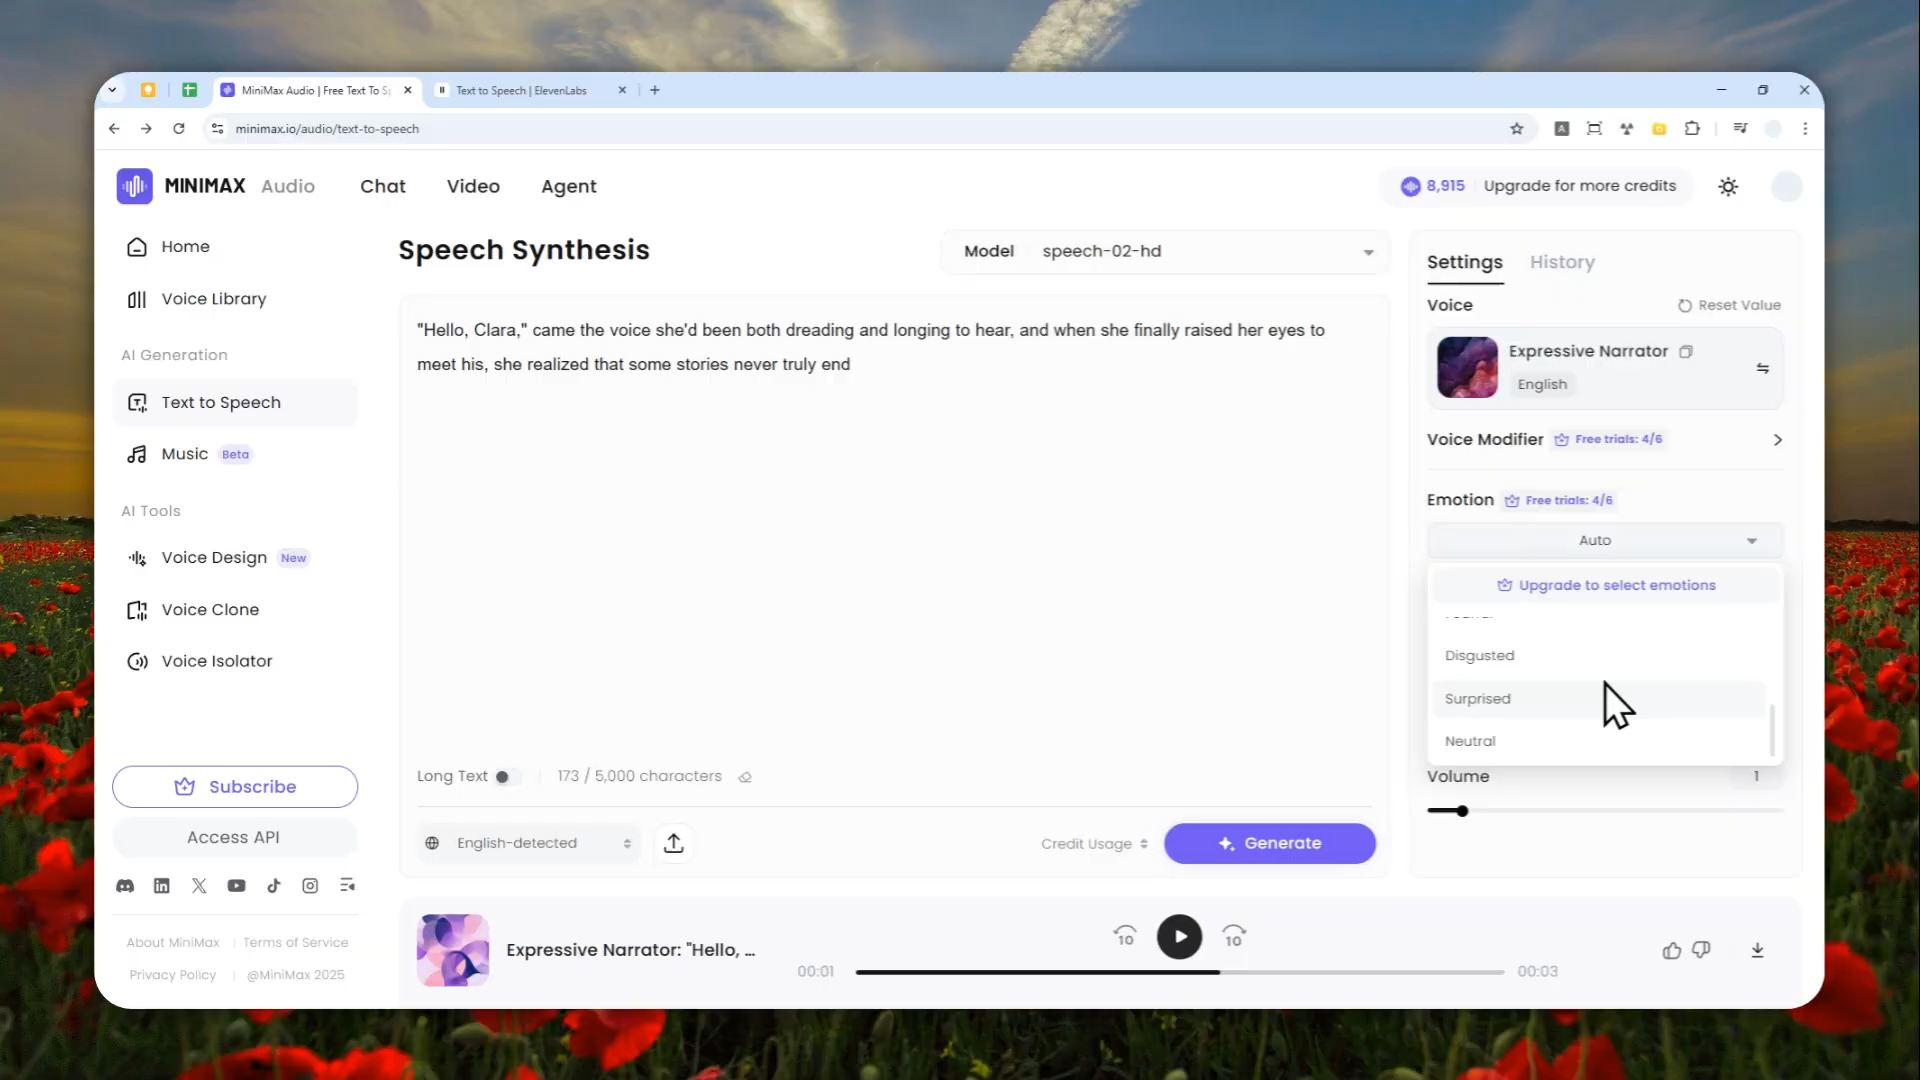 MiniMax Audio | Free Text To S
Text to Speech | ElevenLabs
minimax.io/audio/text-to-speech
MINIMAX Audio
Chat
Video
Agent
8,915
Upgrade for more credits
Home
Voice Library
AI Generation
Text to Speech
Music Beta
AI Tools
Voice Design New
Voice Clone
Voice Isolator
Subscribe
Access API
About MiniMax | Terms of Service
Privacy Policy | @MiniMax 2025
Speech Synthesis
Model speech-02-hd
"Hello, Clara," came the voice she'd been both dreading and longing to hear, and when she finally raised her eyes to
meet his, she realized that some stories never truly end
Long Text
173 / 5,000 characters
English-detected
Credit Usage
Generate
Settings
History
Voice
Reset Value
Expressive Narrator
English
Voice Modifier Free trials: 4/6
Emotion Free trials: 4/6
Auto
Upgrade to select emotions
Disgusted
Surprised
Neutral
Volume
1
Expressive Narrator: "Hello, ...
10
10
00:01
00:03